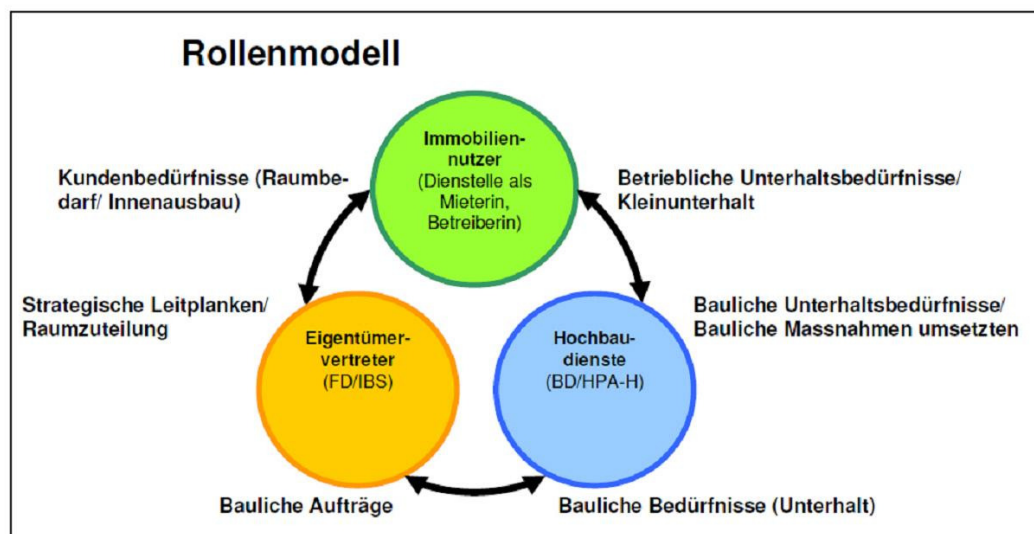 Rollenmodell
Immobilien-
nutzer
(Dienstelle als
Mieterin,
Betreiberin)
Kundenbedürfnisse (Raumbe-
darf/ Innenausbau)
Betriebliche Unterhaltsbedürfnisse/
Kleinunterhalt
Strategische Leitplanken/
Raumzuteilung
Bauliche Unterhaltsbedürfnisse/
Bauliche Massnahmen umsetzten
Eigentümer-
vertreter
(FD/IBS)
Hochbau-
dienste
(BD/HPA-H)
Bauliche Aufträge
Bauliche Bedürfnisse (Unterhalt)